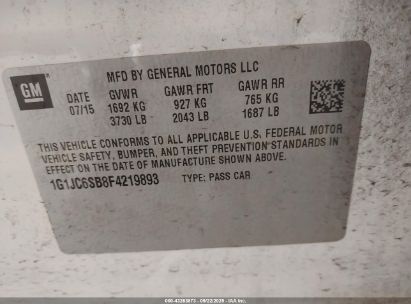 MFD BY GENERAL MOTORS LLC
GM
DATE GVWR GAWR FRT GAWR RR
07/15 1692 KG 927 KG 765 KG
3730 LB 2043 LB 1687 LB
THIS VEHICLE CONFORMS TO ALL APPLICABLE U.S. FEDERAL MOTOR
VEHICLE SAFETY, BUMPER, AND THEFT PREVENTION STANDARDS IN
EFFECT ON THE DATE OF MANUFACTURE SHOWN ABOVE.
1G1JC6SB8F4219893 TYPE: PASS CAR